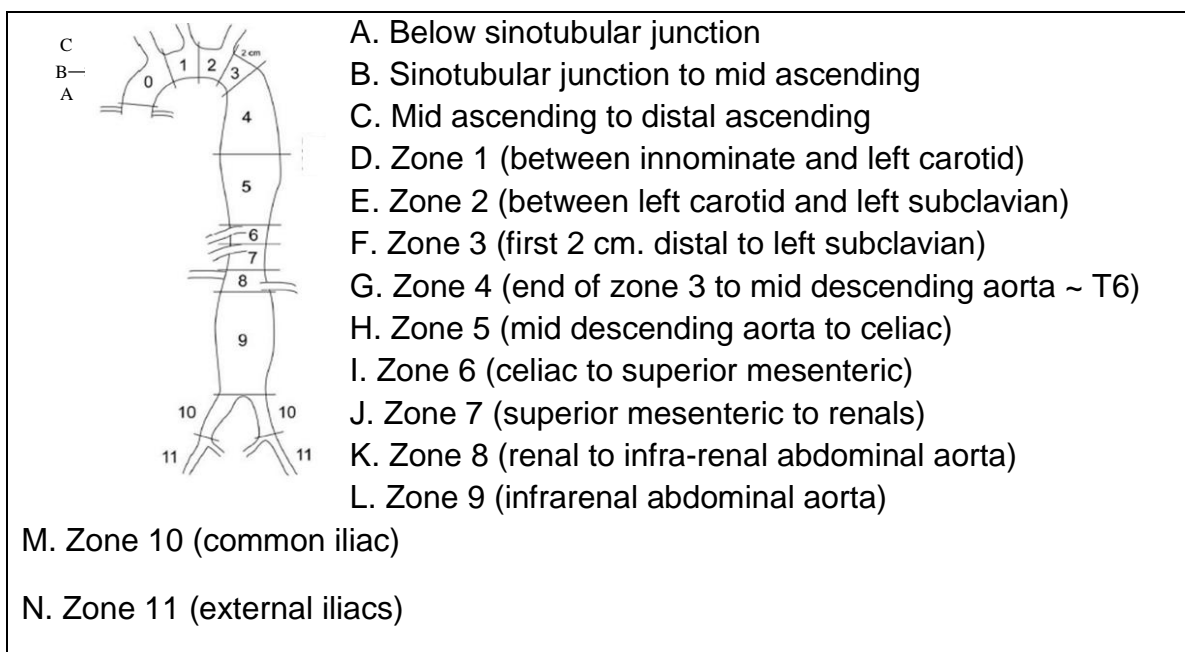 C
B—
A
0
1
2
2 cm
3
4
5
6
7
8
9
10
10
11
11
A. Below sinotubular junction
B. Sinotubular junction to mid ascending
C. Mid ascending to distal ascending
D. Zone 1 (between innominate and left carotid)
E. Zone 2 (between left carotid and left subclavian)
F. Zone 3 (first 2 cm. distal to left subclavian)
G. Zone 4 (end of zone 3 to mid descending aorta ~ T6)
H. Zone 5 (mid descending aorta to celiac)
I. Zone 6 (celiac to superior mesenteric)
J. Zone 7 (superior mesenteric to renals)
K. Zone 8 (renal to infra-renal abdominal aorta)
L. Zone 9 (infrarenal abdominal aorta)
M. Zone 10 (common iliac)
N. Zone 11 (external iliacs)